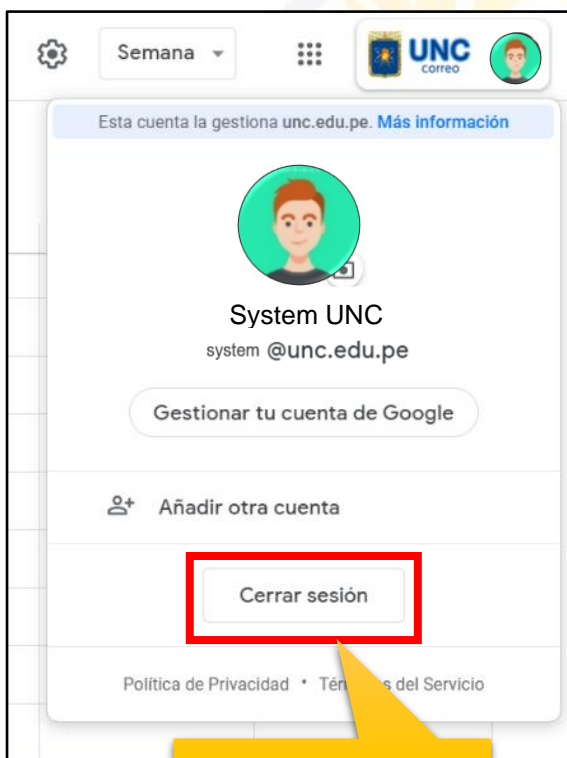 Semana
UNC
correo
Esta cuenta la gestiona unc.edu.pe. Más información
System UNC
system @unc.edu.pe
Gestionar tu cuenta de Google
Añadir otra cuenta
Cerrar sesión
Política de Privacidad • Tér s del Servicio